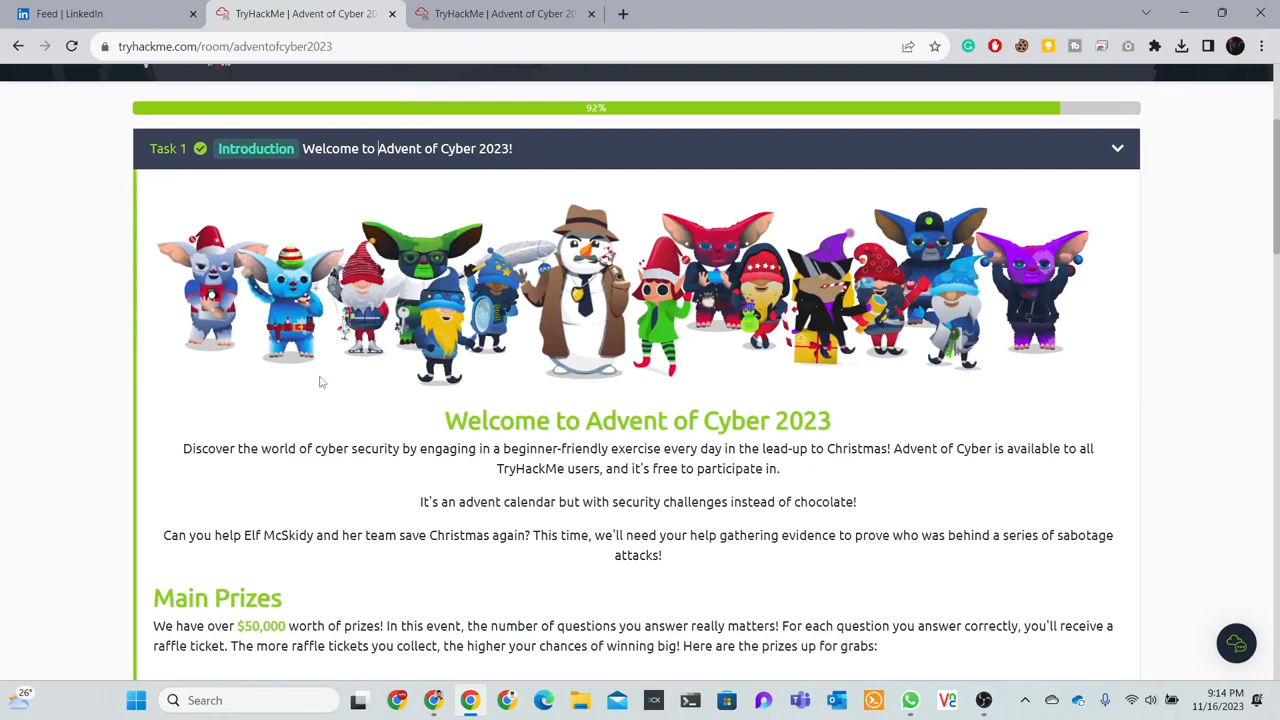 Feed | LinkedIn
TryHackMe | Advent of Cyber 20
TryHackMe | Advent of Cyber 20
tryhackme.com/room/adventofcyber2023
92%
Task 1 Introduction Welcome to Advent of Cyber 2023!
Welcome to Advent of Cyber 2023
Discover the world of cyber security by engaging in a beginner-friendly exercise every day in the lead-up to Christmas! Advent of Cyber is available to all
TryHackMe users, and it's free to participate in.
It's an advent calendar but with security challenges instead of chocolate!
Can you help Elf McSkidy and her team save Christmas again? This time, we'll need your help gathering evidence to prove who was behind a series of sabotage
attacks!
Main Prizes
We have over $50,000 worth of prizes! In this event, the number of questions you answer really matters! For each question you answer correctly, you'll receive a
raffle ticket. The more raffle tickets you collect, the higher your chances of winning big! Here are the prizes up for grabs:
26°
Search
9:14 PM
11/16/2023